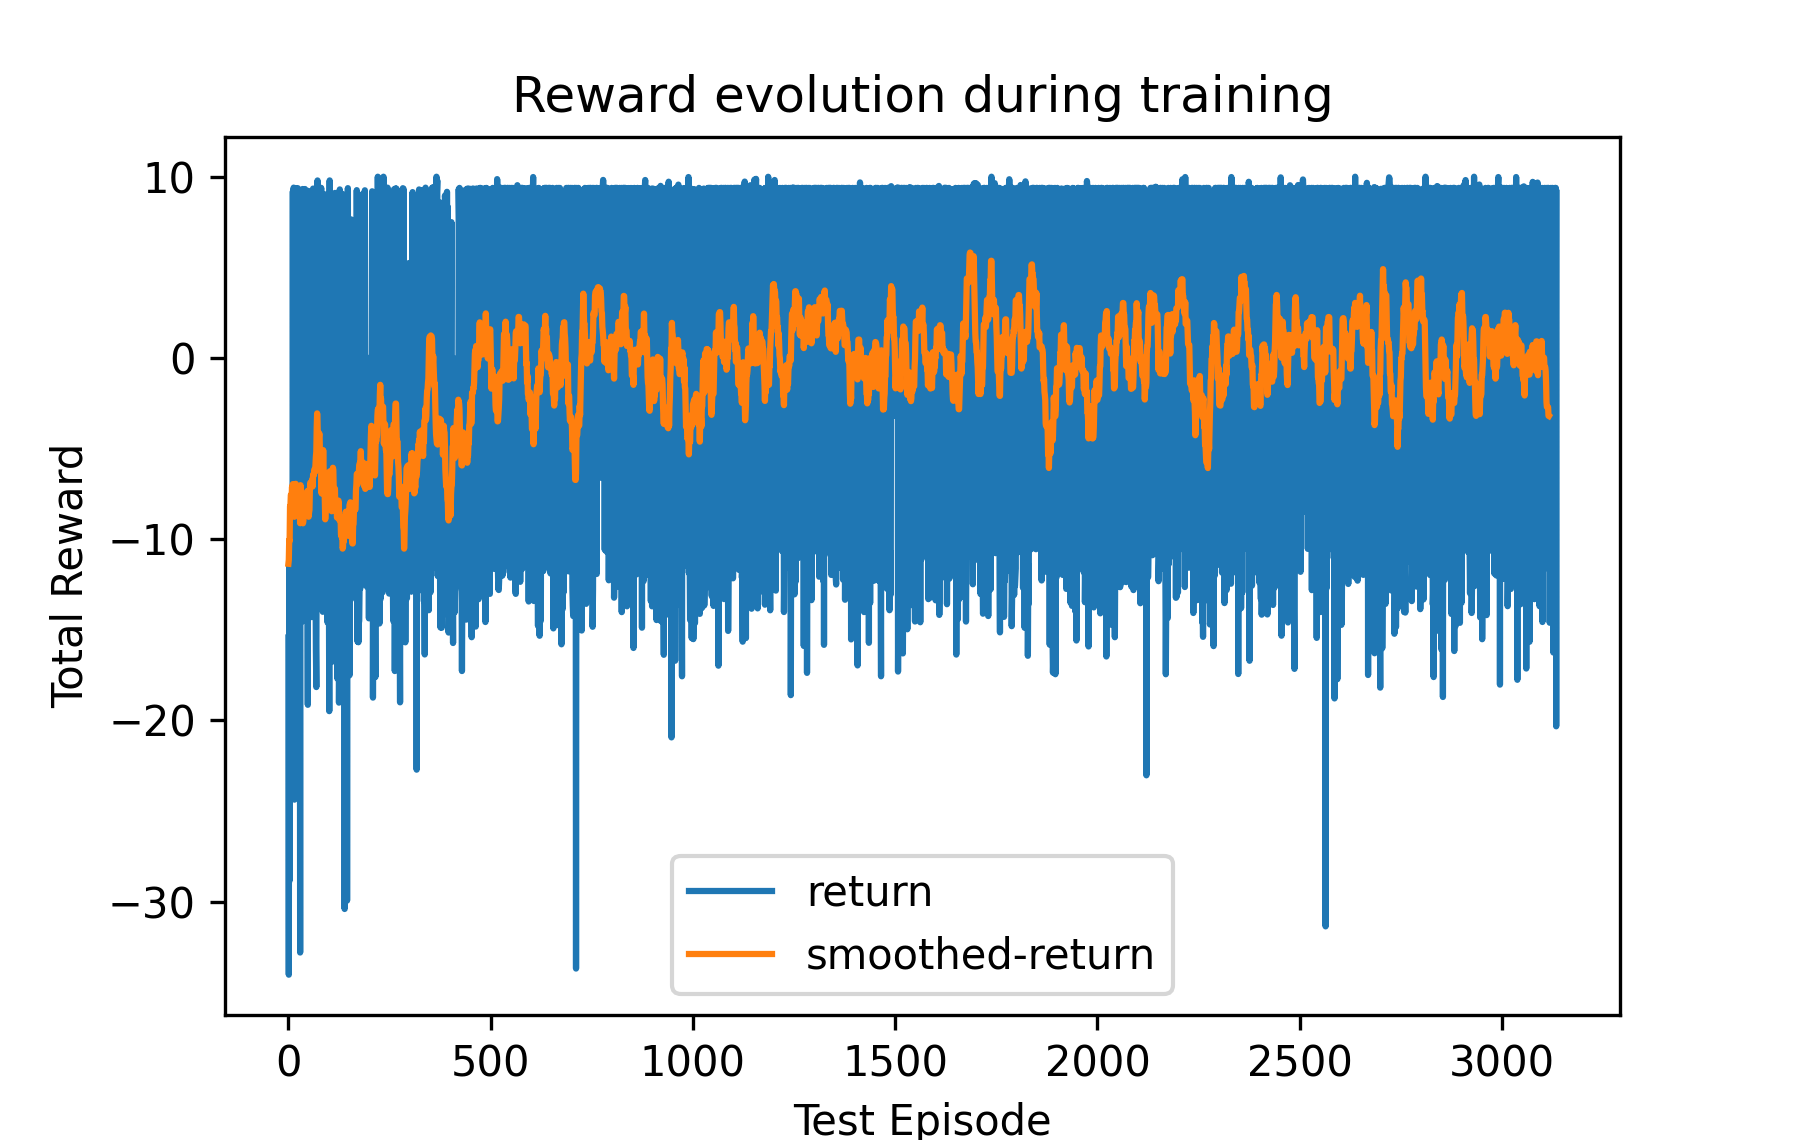 Reward evolution during training
10
0
−10
−20
−30
Total Reward
return
smoothed-return
0 500 1000 1500 2000 2500 3000
Test Episode